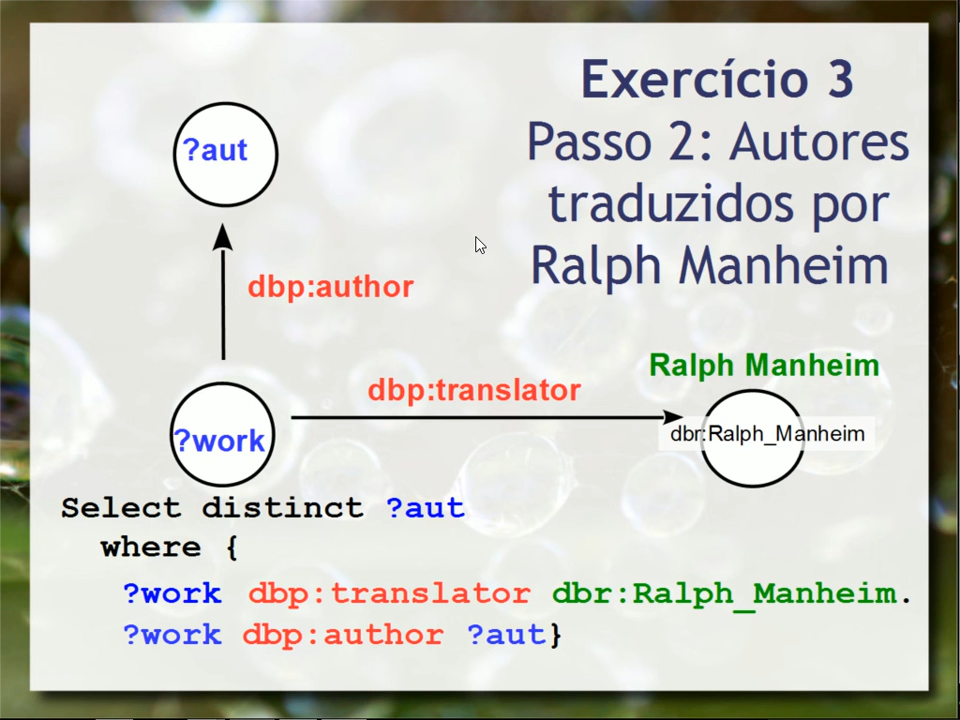 Exercício 3
Passo 2: Autores
traduzidos por
Ralph Manheim
?aut
dbp:author
Ralph Manheim
dbp:translator
dbr:Ralph_Manheim
?work
Select distinct ?aut
where {
?work dbp:translator dbr:Ralph_Manheim.
?work dbp:author ?aut}